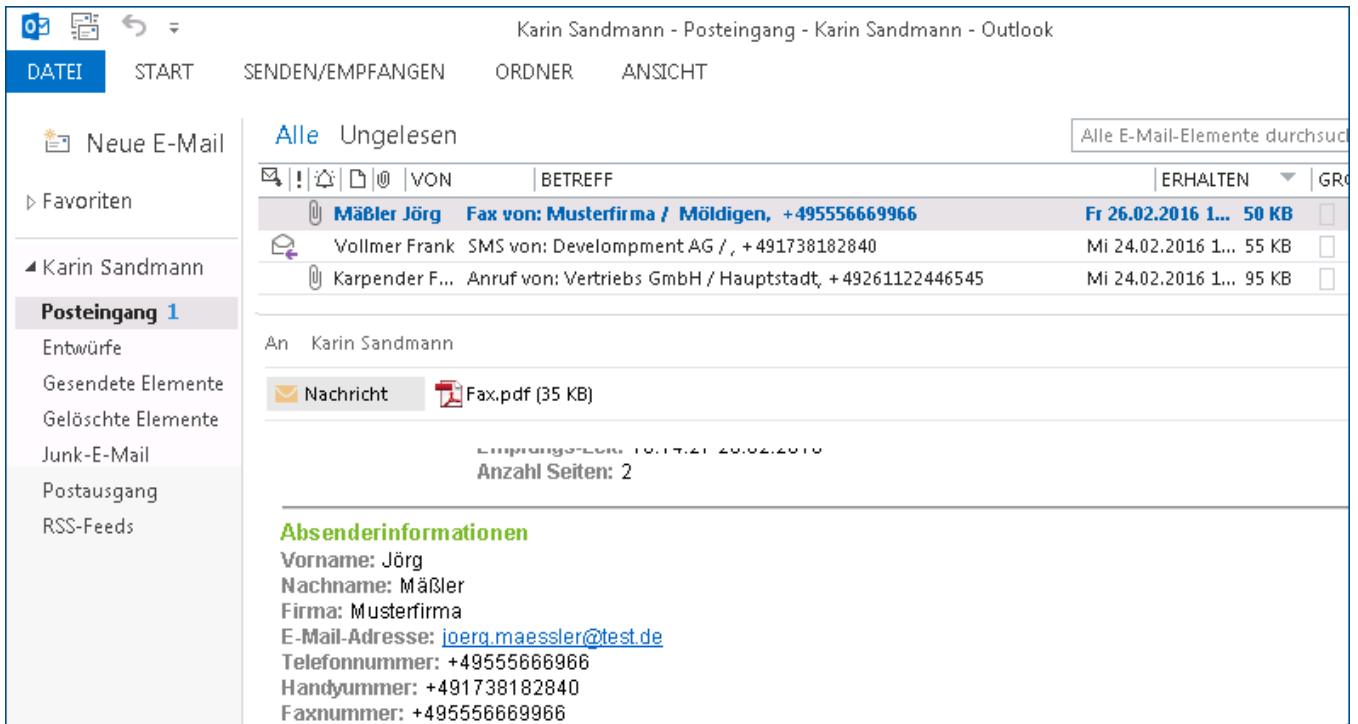 Karin Sandmann - Posteingang - Karin Sandmann - Outlook
DATEI START SENDEN/EMPFANGEN ORDNER ANSICHT
Neue E-Mail
Favoriten
Karin Sandmann
Posteingang 1
Entwürfe
Gesendete Elemente
Gelöschte Elemente
Junk-E-Mail
Postausgang
RSS-Feeds
Alle Ungelesen
Alle E-Mail-Elemente durchsuc
VON BETREFF ERHALTEN GRÖ
Mäßler Jörg Fax von: Musterfirma / Möldigen, +495556669966 Fr 26.02.2016 1... 50 KB
Vollmer Frank SMS von: Develompment AG / , +491738182840 Mi 24.02.2016 1... 55 KB
Karpender F... Anruf von: Vertriebs GmbH / Hauptstadt, +49261122446545 Mi 24.02.2016 1... 95 KB
An Karin Sandmann
Nachricht Fax.pdf (35 KB)
Anzahl Seiten: 2
Absenderinformationen
Vorname: Jörg
Nachname: Mäßler
Firma: Musterfirma
E-Mail-Adresse: joerg.maessler@test.de
Telefonnummer: +49555666966
Handyummer: +491738182840
Faxnummer: +495556669966